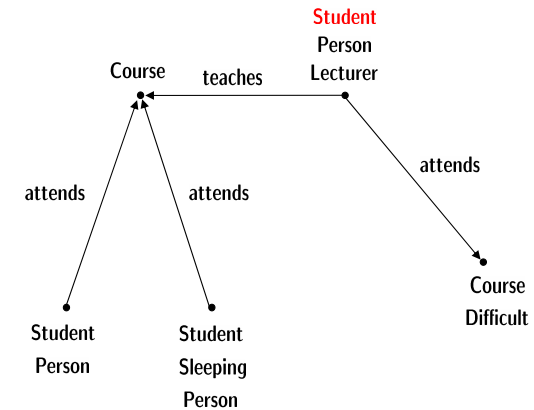 Student
Person
Lecturer
Course
teaches
attends
attends
attends
Course
Difficult
Student
Person
Student
Sleeping
Person